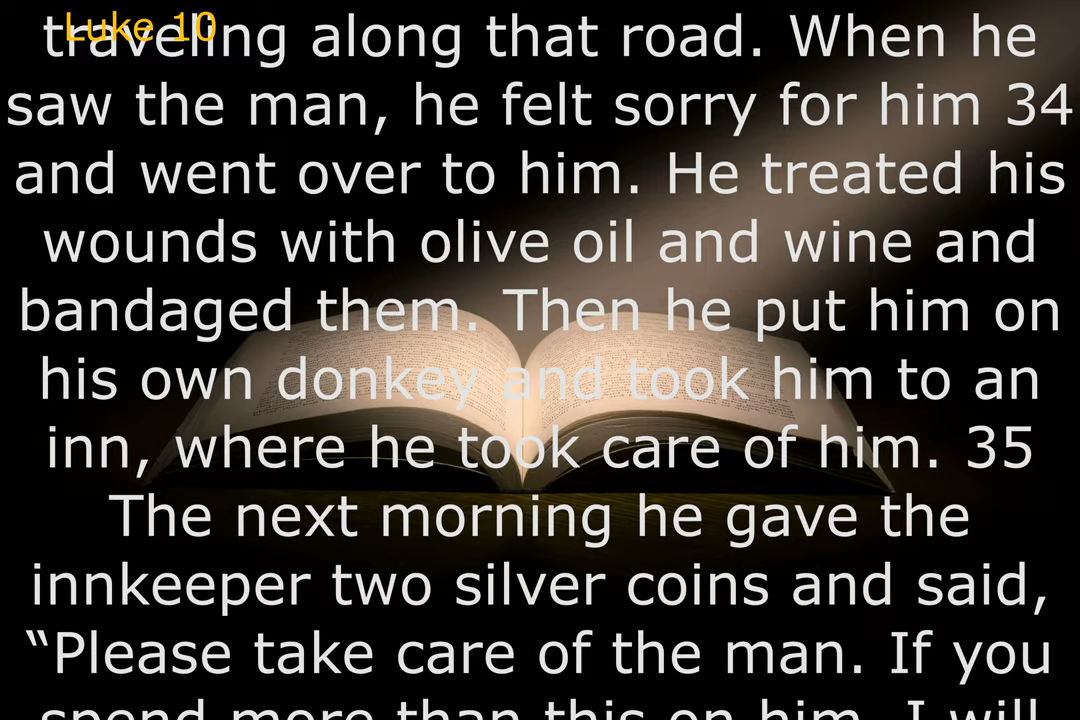 Luke 10
traveling along that road. When he
saw the man, he felt sorry for him 34
and went over to him. He treated his
wounds with olive oil and wine and
bandaged them. Then he put him on
his own donkey and took him to an
inn, where he took care of him. 35
The next morning he gave the
innkeeper two silver coins and said,
“Please take care of the man. If you
spend more than this on him, I will